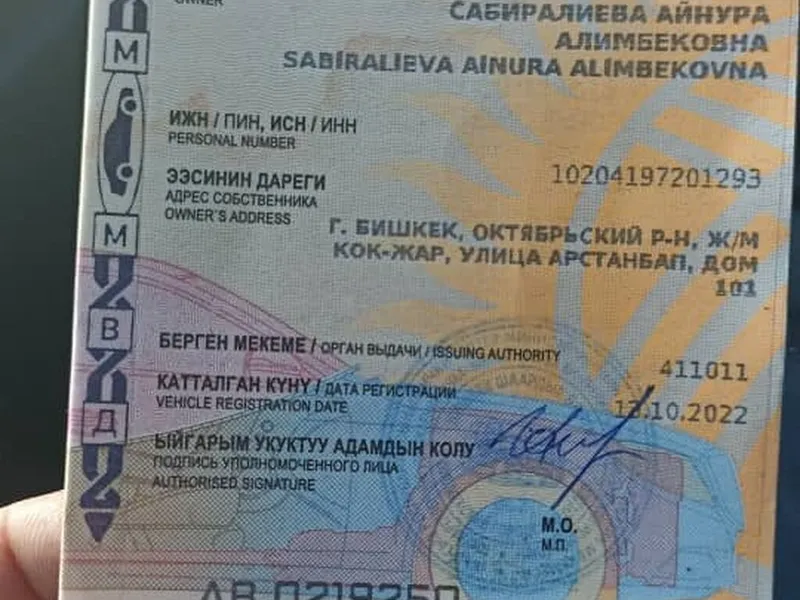 OWNER
САБИРАЛИЕВА АЙНУРА
АЛИМБЕКОВНА
SABIRALIEVA AINURA ALIMBEKOVNA
ИЖН / ПИН, ИСН / ИНН
PERSONAL NUMBER
10204197201293
ЭЭСИНИН ДАРЕГИ
АДРЕС СОБСТВЕННИКА
OWNER`S ADDRESS
Г. БИШКЕК, ОКТЯБРЬСКИЙ Р-Н, Ж/М
КОК-ЖАР, УЛИЦА АРСТАНБАП, ДОМ
101
БЕРГЕН МЕКЕМЕ / ОРГАН ВЫДАЧИ / ISSUING AUTHORITY
411011
КАТТАЛГАН КҮНҮ / ДАТА РЕГИСТРАЦИИ
VEHICLE REGISTRATION DATE
13.10.2022
ЫЙГАРЫМ УКУКТУУ АДАМДЫН КОЛУ
ПОДПИСЬ УПОЛНОМОЧЕННОГО ЛИЦА
AUTHORISED SIGNATURE
М.О.
М.П.
М
М
В
Д